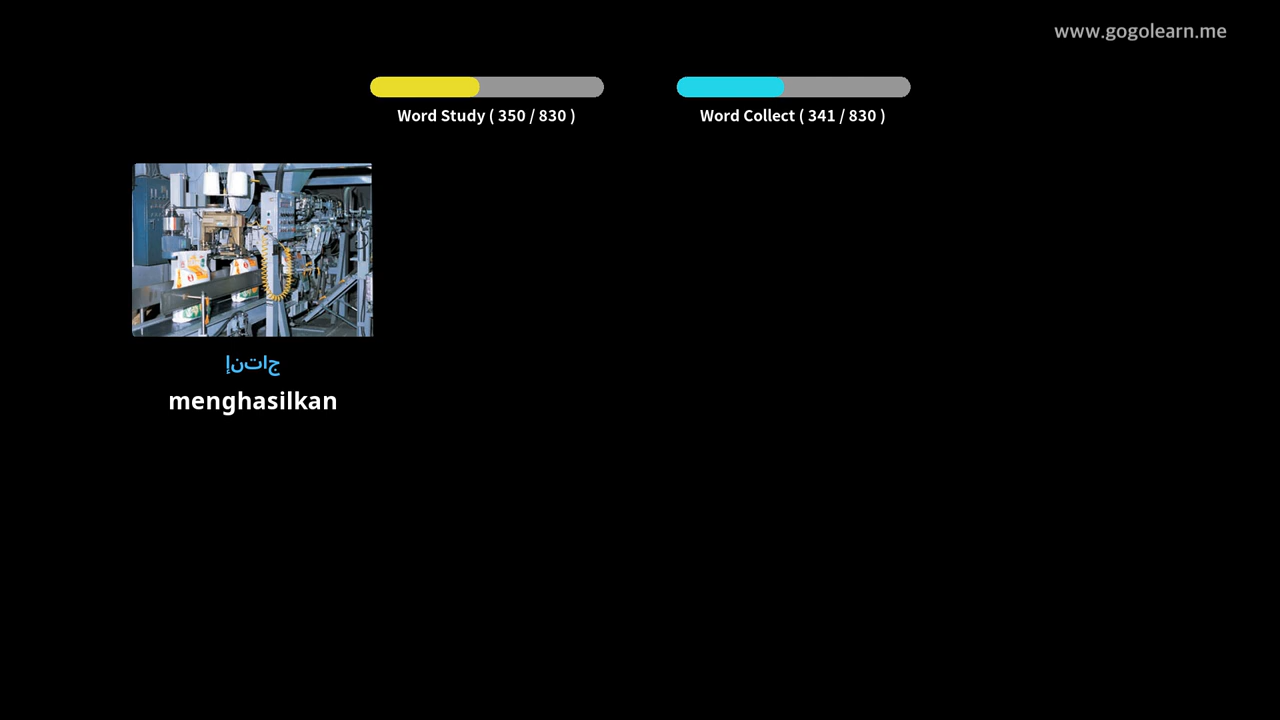 www.gogolearn.me
Word Study ( 350 / 830 )
Word Collect ( 341 / 830 )
إنتاج
menghasilkan